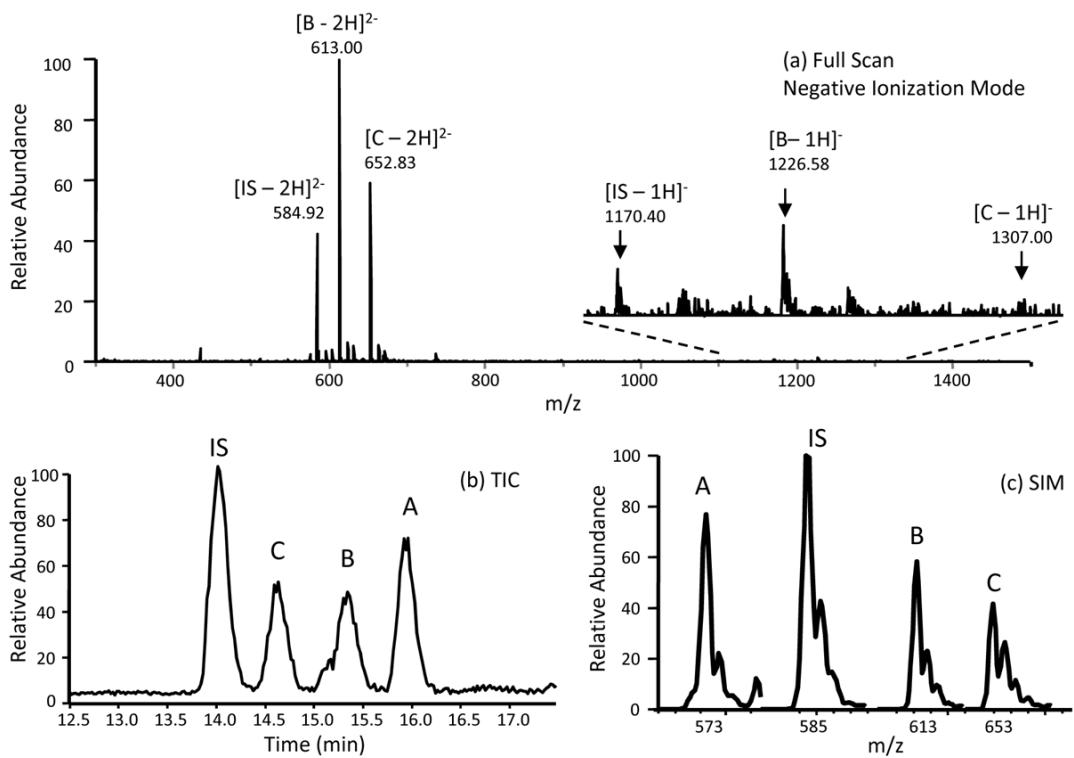 [B - 2H]2-
613.00
(a) Full Scan
Negative Ionization Mode
[C – 2H]2-
652.83
[IS – 2H]2-
584.92
[B– 1H]-
1226.58
[IS – 1H]-
1170.40
[C – 1H]-
1307.00
Relative Abundance
100
80
60
40
20
0
400 600 800 1000 1200 1400
m/z
IS
(b) TIC
C
B
A
Relative Abundance
100
80
60
40
20
0
12.5 13.0 13.5 14.0 14.5 15.0 15.5 16.0 16.5 17.0
Time (min)
IS
(c) SIM
A
B
C
Relative Abundance
100
80
60
40
20
0
573 585 613 653
m/z